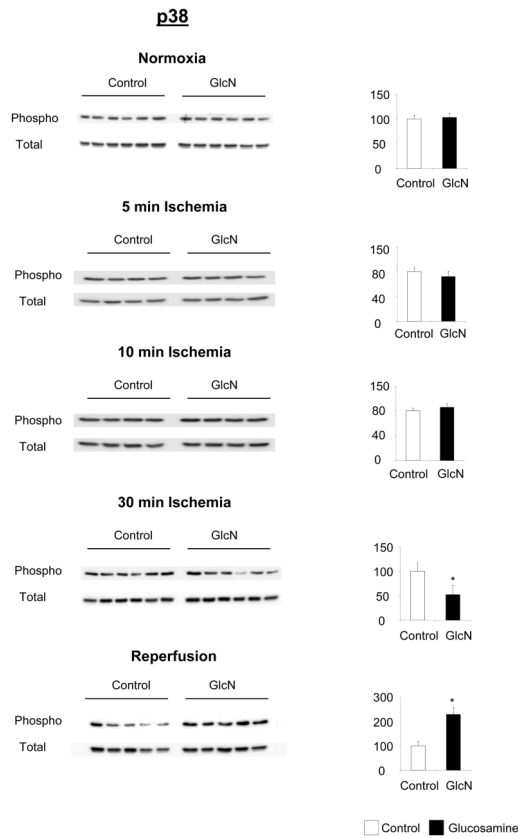 p38
Normoxia
Control GlcN
Phospho
Total
150
100
50
0
Control GlcN
5 min Ischemia
Control GlcN
Phospho
Total
150
80
40
0
Control GlcN
10 min Ischemia
Control GlcN
Phospho
Total
150
80
40
0
Control GlcN
30 min Ischemia
Control GlcN
Phospho
Total
150
100
50
0
*
Control GlcN
Reperfusion
Control GlcN
Phospho
Total
300
200
100
0
*
Control GlcN
Control Glucosamine